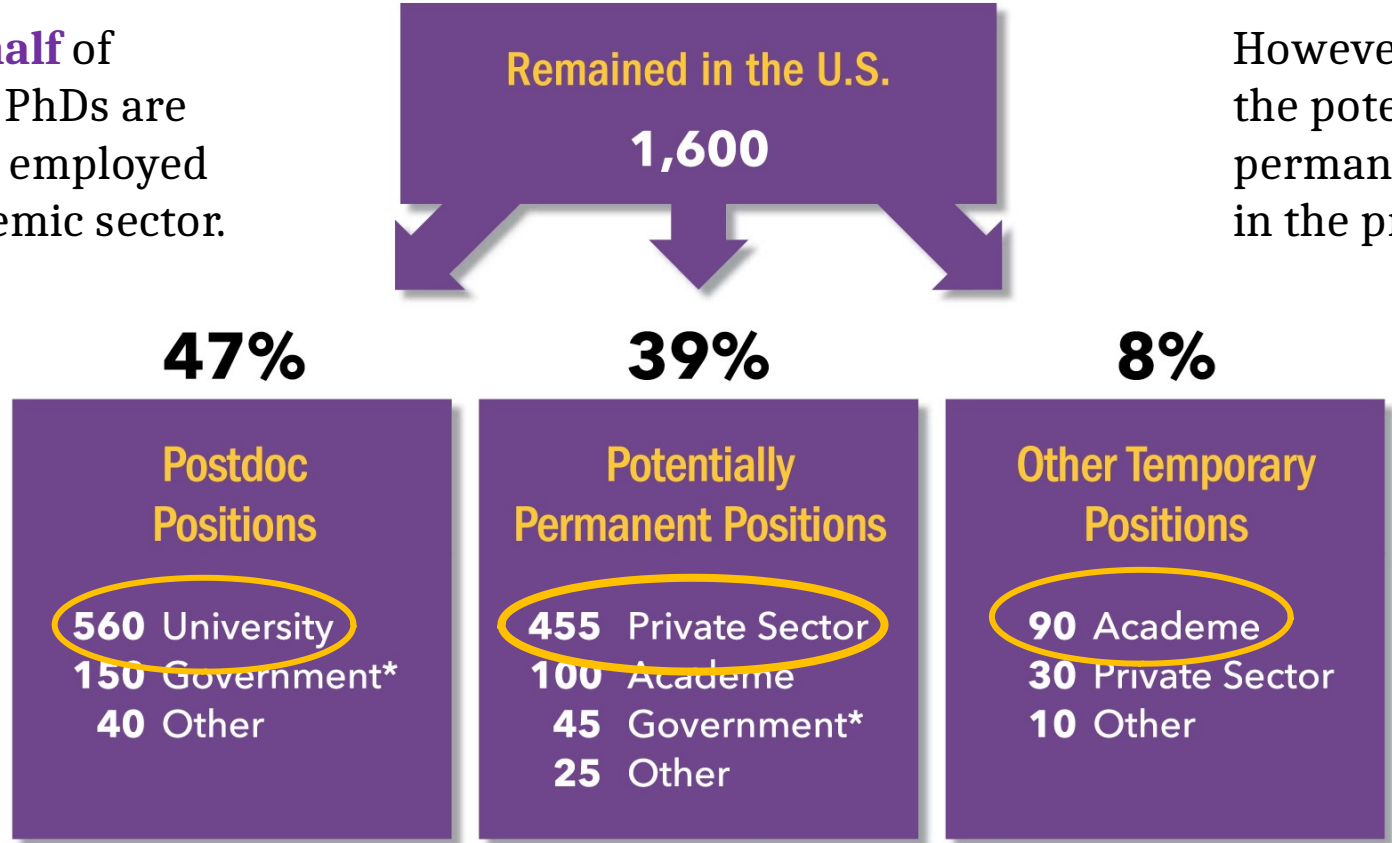 half of
PhDs are
employed
emic sector.
Remained in the U.S.
1,600
However
the pote
perman
in the pr
47%
Postdoc
Positions
560 University
150 Government*
40 Other
39%
Potentially
Permanent Positions
455 Private Sector
100 Academe
45 Government*
25 Other
8%
Other Temporary
Positions
90 Academe
30 Private Sector
10 Other